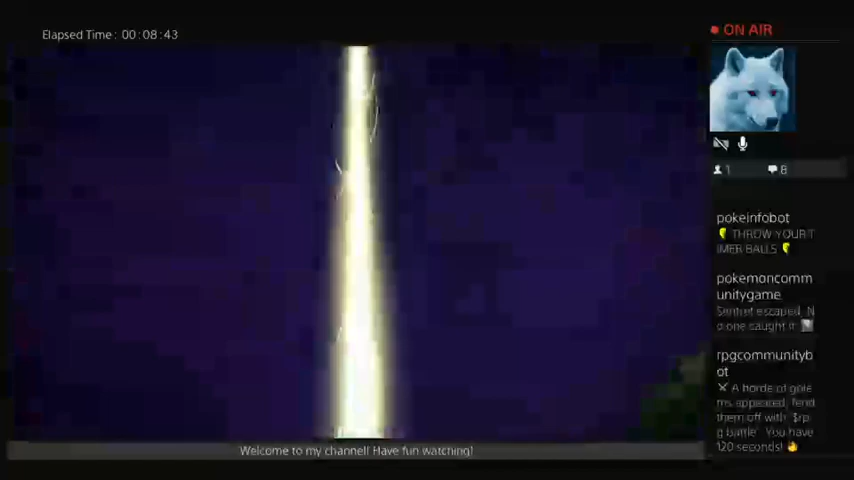 Elapsed Time: 00:08:43
ON AIR
1
8
pokeinfobot
THROW YOUR T
IMER BALLS
pokemoncomm
unitygame
Sentret escaped. N
o one caught it.
rpgcommunityb
ot
A horde of gole
ms appeared, fend
them off with `$rp
g battle`. You have
120 seconds!
Welcome to my channel! Have fun watching!